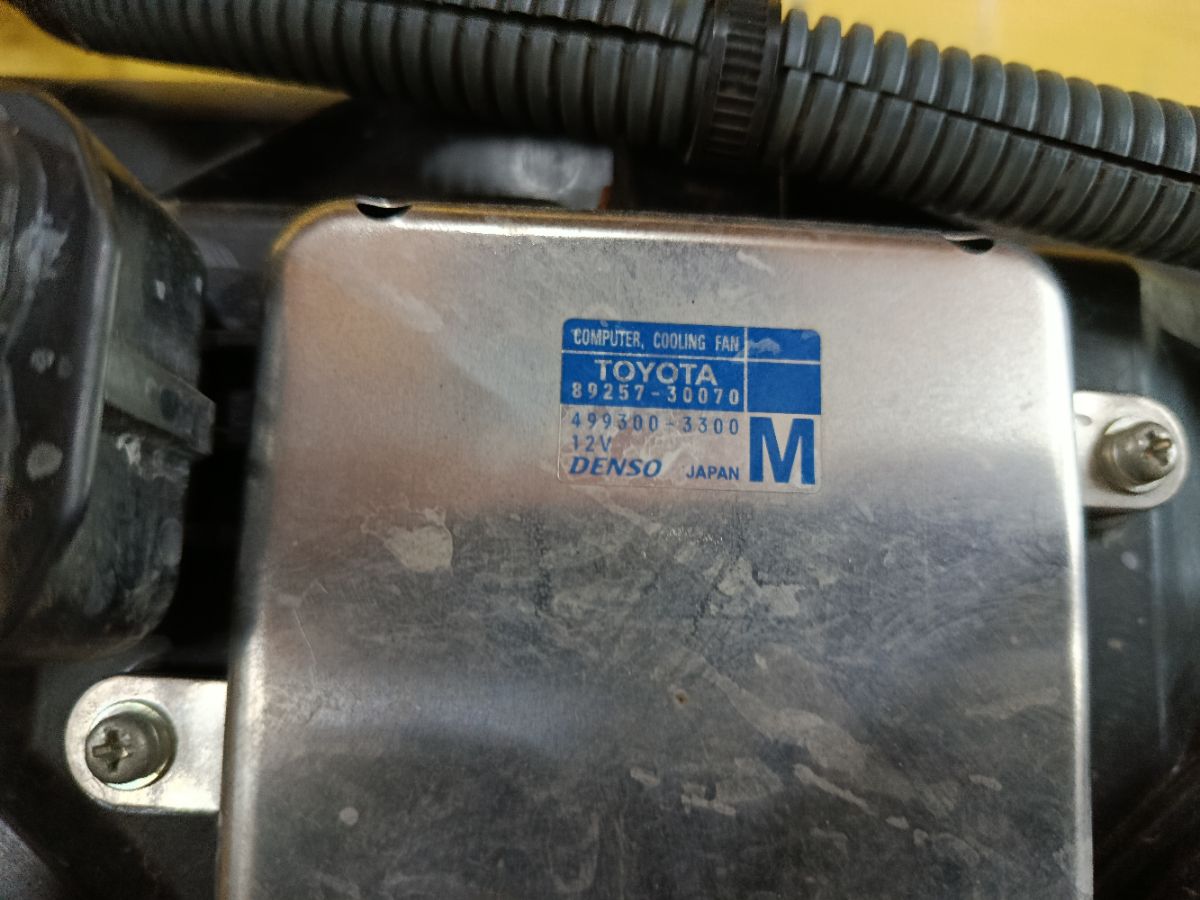 COMPUTER, COOLING FAN
TOYOTA
89257-30070
499300-3300
12V
DENSO JAPAN M